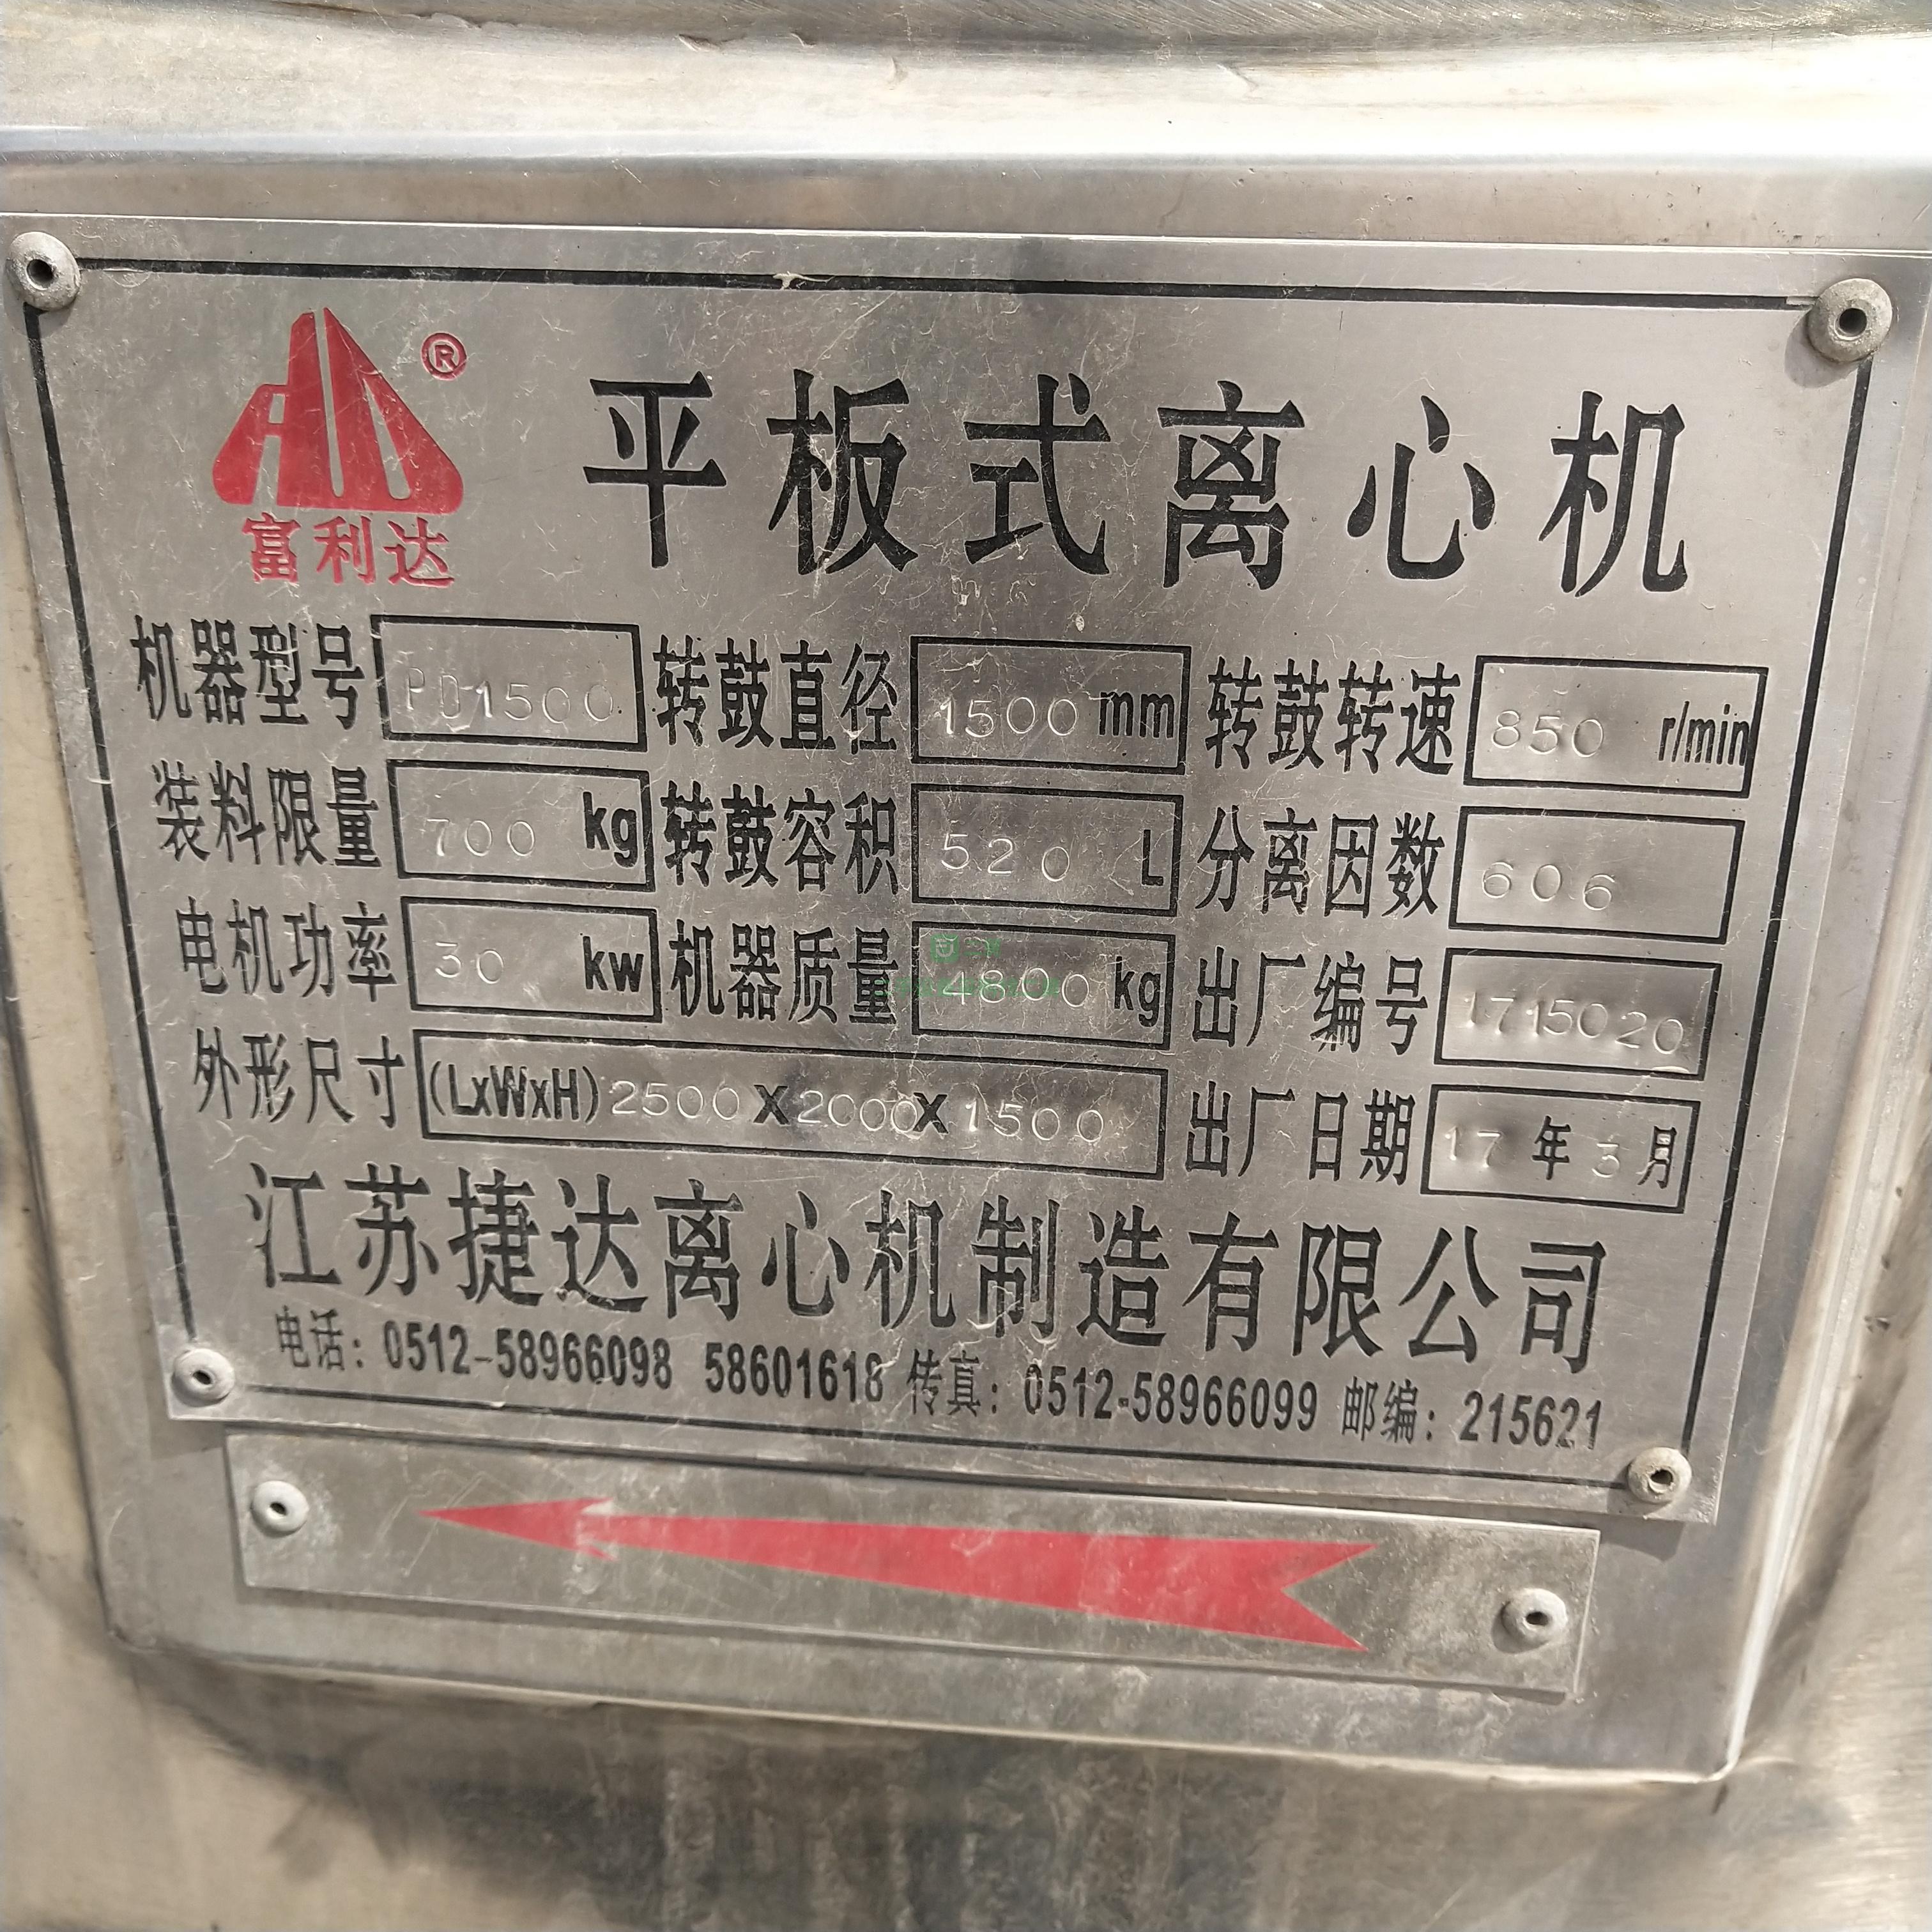 ®
富利达
平板式离心机
机器型号 PD1500 转鼓直径 1500 mm 转鼓转速 850 r/min
装料限量 700 kg 转鼓容积 520 L 分离因数 606
电机功率 30 kw 机器质量 4800 kg 出厂编号 1715020
外形尺寸 (LxWxH) 2500 x 2000 x 1500 出厂日期 17 年 3 月
江苏捷达离心机制造有限公司
电话: 0512-58966098 58601618 传真: 0512-58966099 邮编: 215621